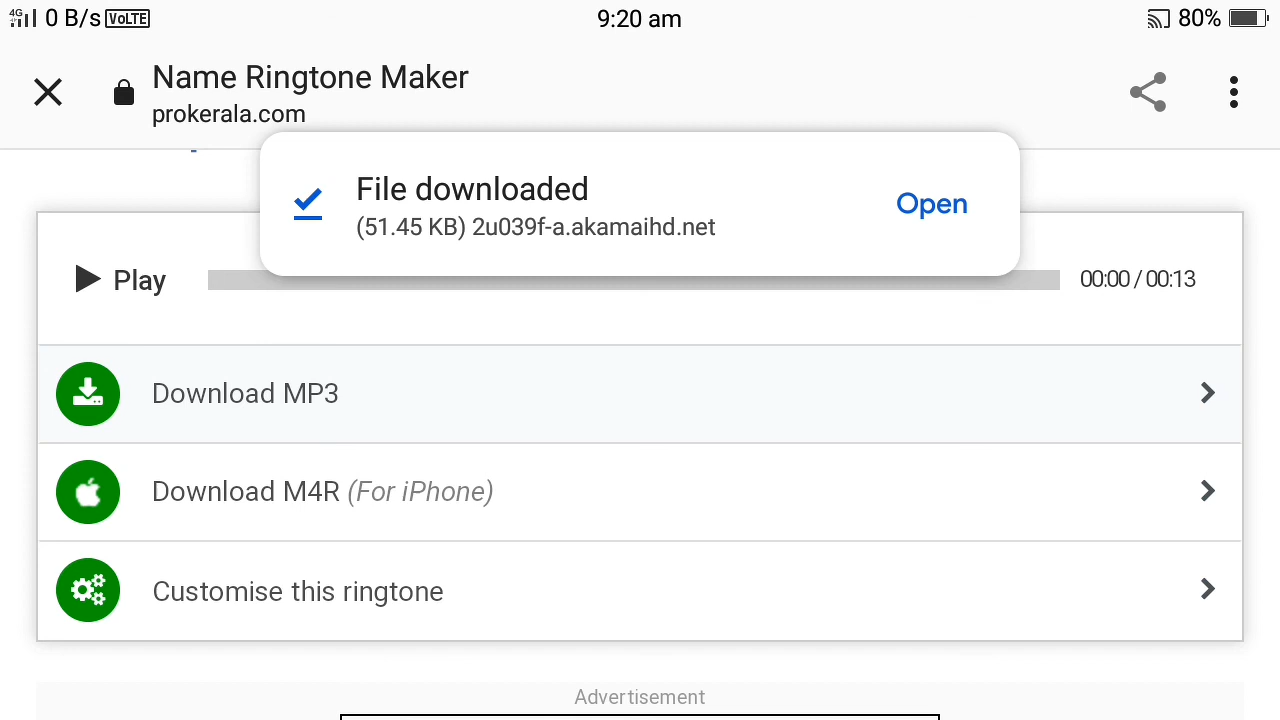 4G 0 B/s VoLTE 9:20 am 80%
Name Ringtone Maker
prokerala.com
File downloaded
(51.45 KB) 2u039f-a.akamaihd.net
Open
Play 00:00 / 00:13
Download MP3
Download M4R (For iPhone)
Customise this ringtone
Advertisement